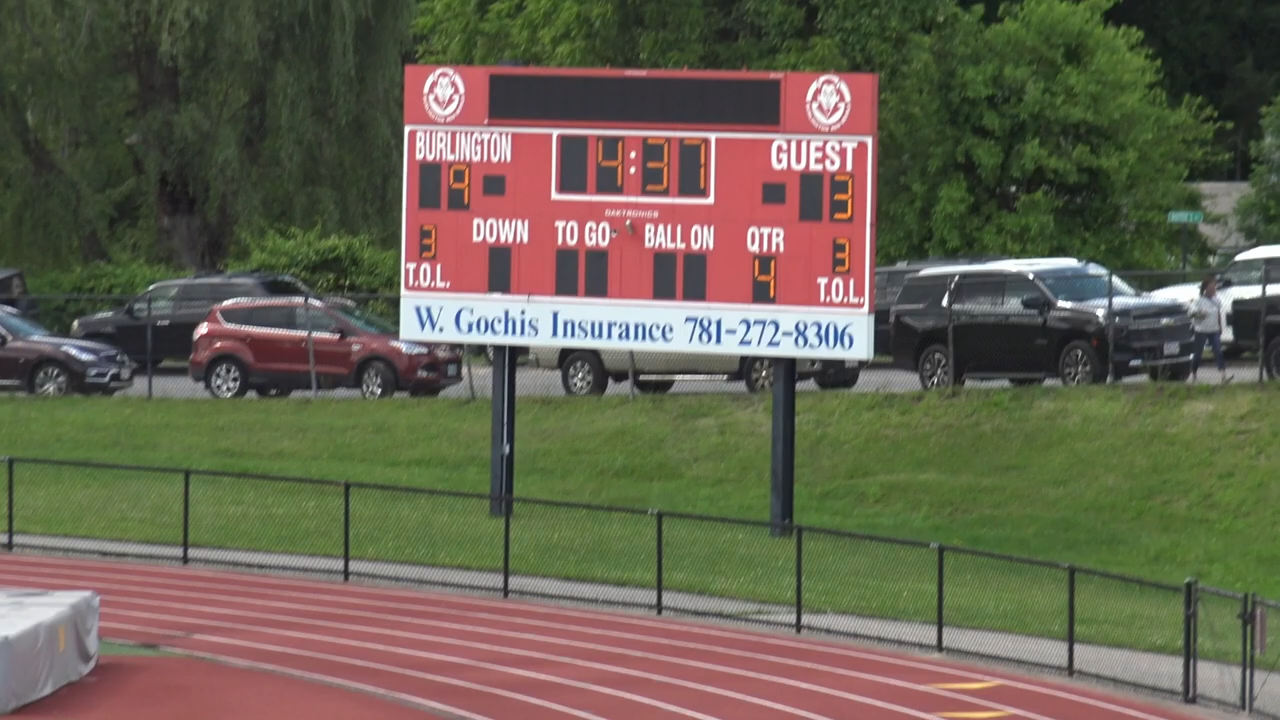 BURLINGTON 4:37 GUEST
9 3
DAKTRONICS
DOWN TO GO BALL ON QTR
3 4 3
T.O.L. T.O.L.
W. Gochis Insurance 781-272-8306